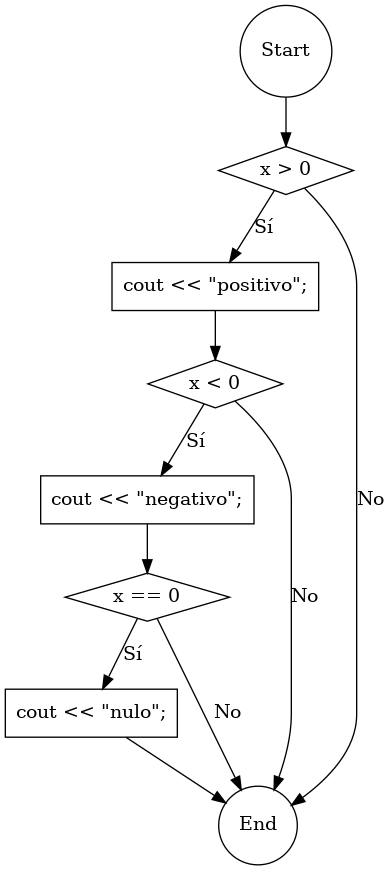 Start
x > 0
Sí
cout << "positivo";
x < 0
Sí
No
cout << "negativo";
No
x == 0
Sí
No
cout << "nulo";
End